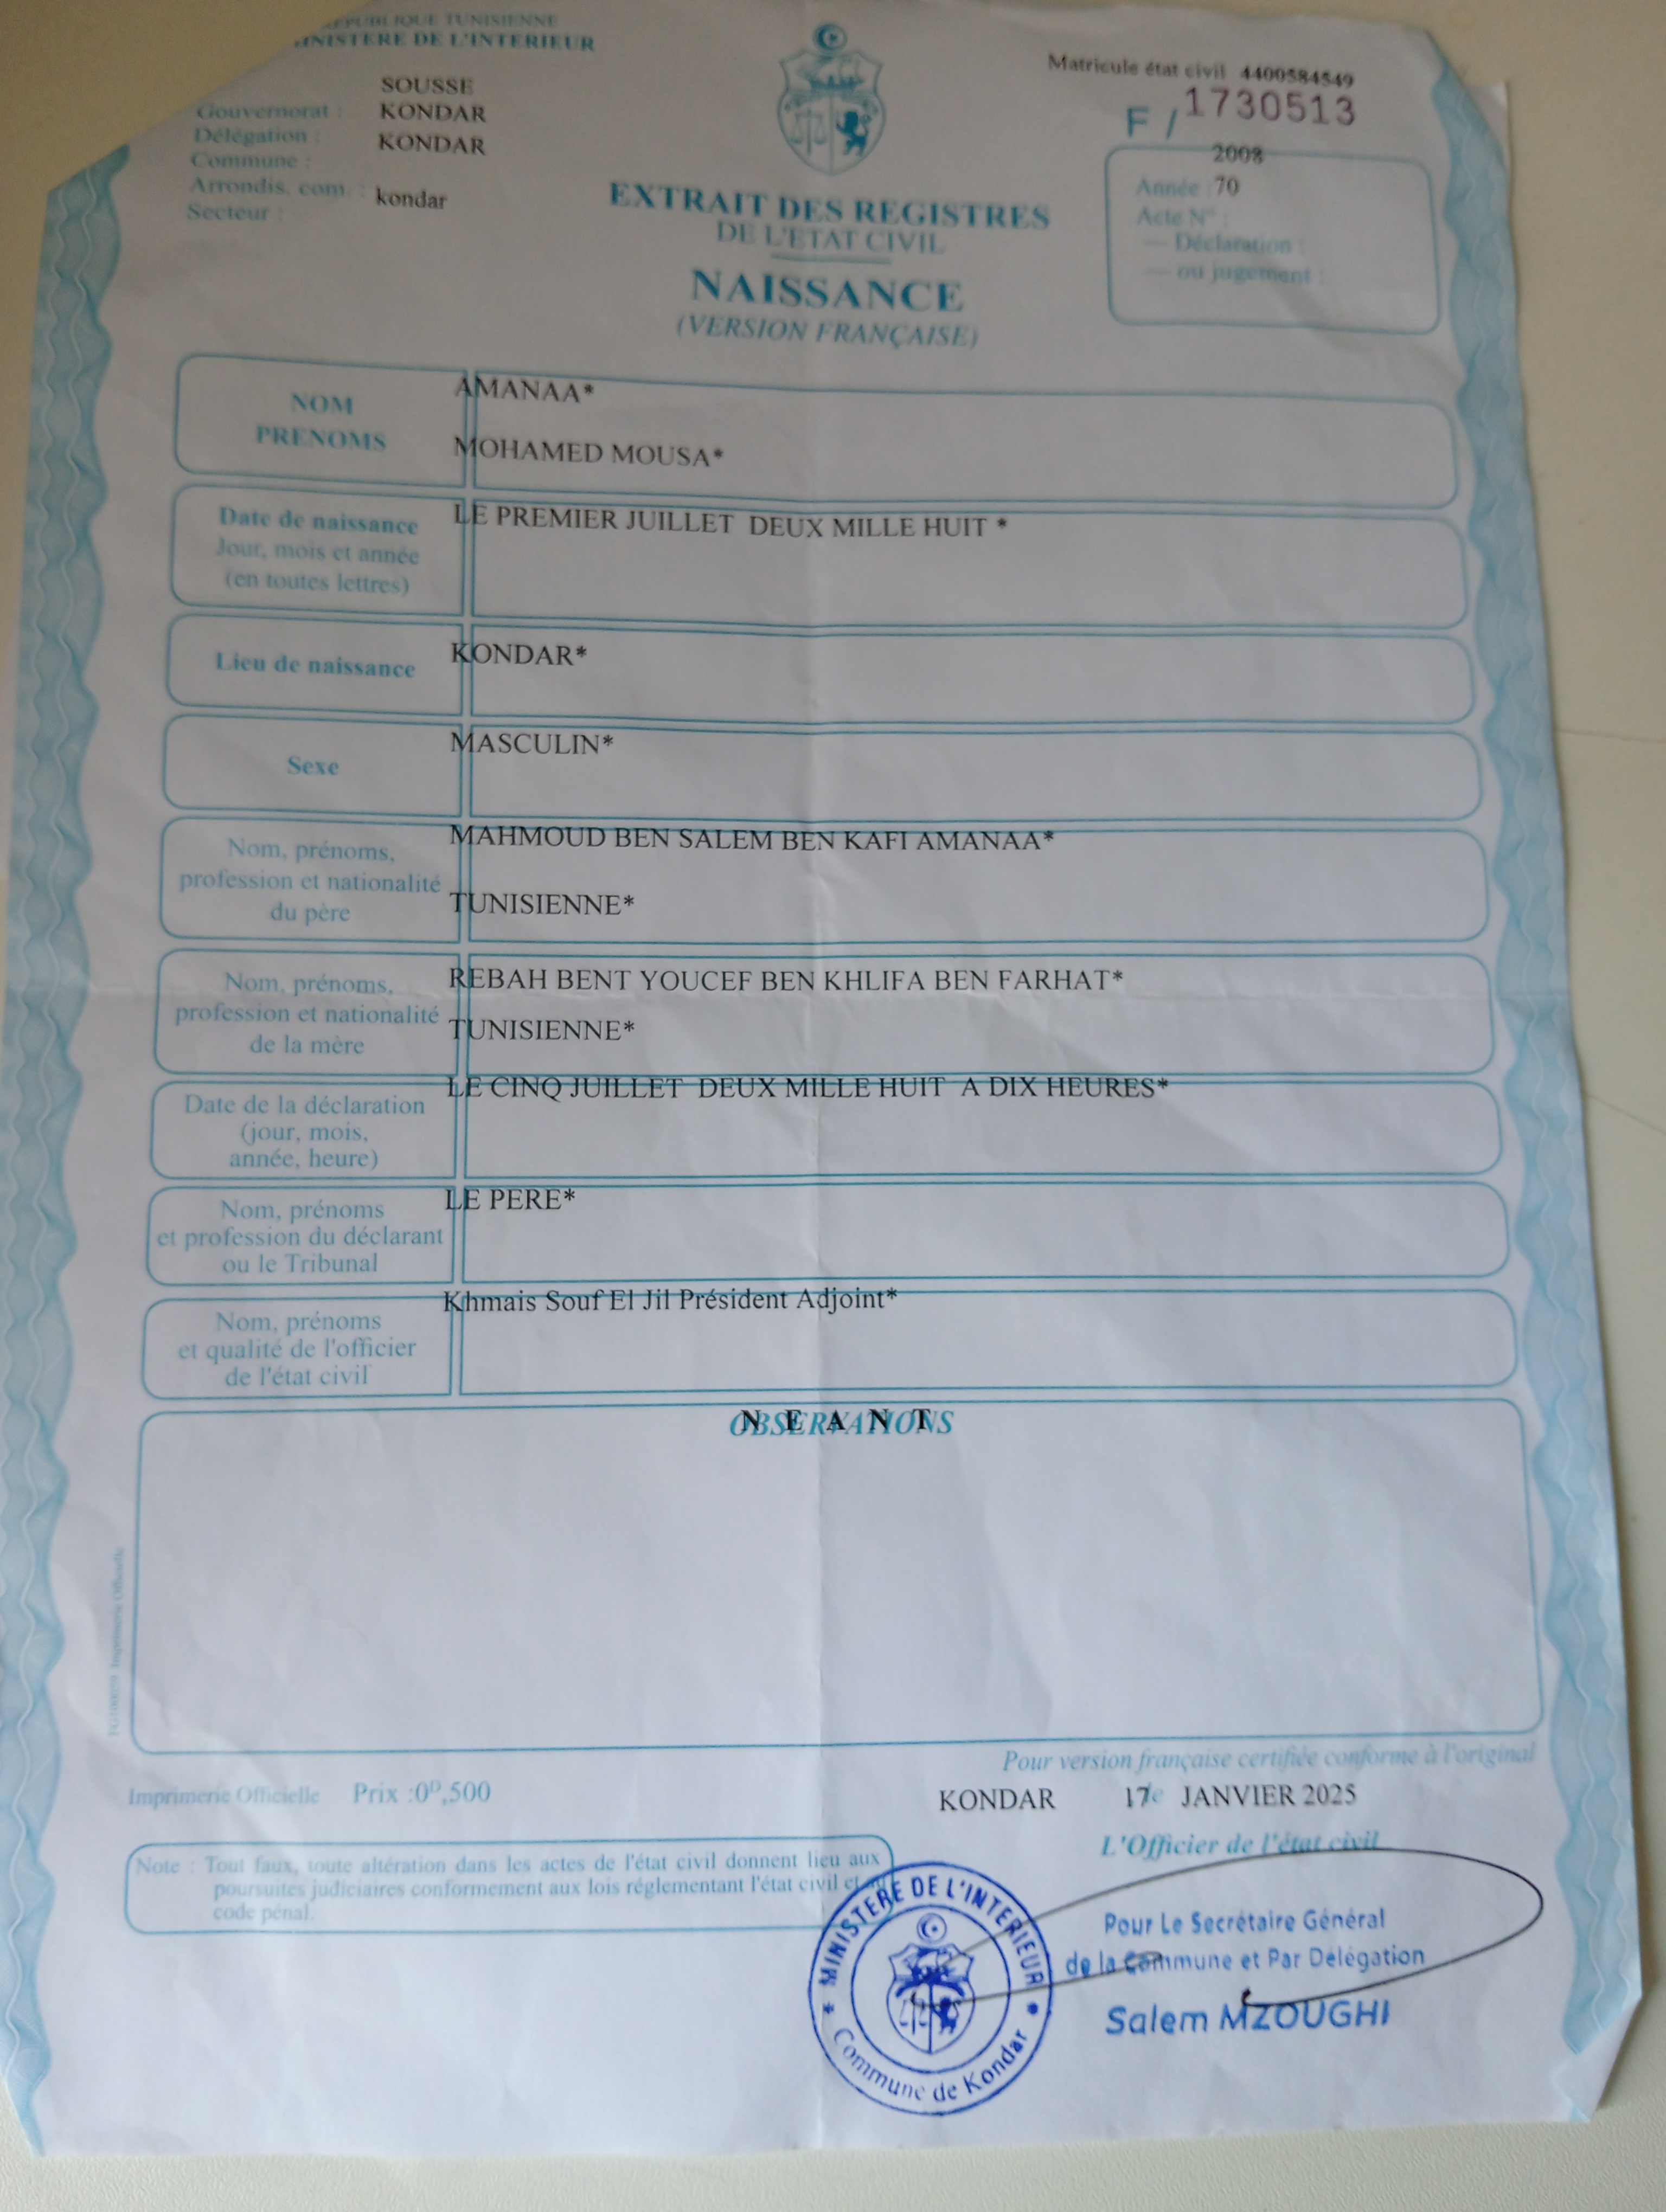 REPUBLIQUE TUNISIENNE
MINISTERE DE L'INTERIEUR
Matricule état civil 4400584549
F / 1730513
SOUSSE
Gouvernorat : KONDAR
Délégation : KONDAR
Commune :
Arrondis. com. : kondar
Secteur :
2008
Année : 70
Acte N° :
— Déclaration :
— ou jugement :
EXTRAIT DES REGISTRES
DE L'ETAT CIVIL
NAISSANCE
(VERSION FRANÇAISE)
NOM AMANAA*
PRENOMS MOHAMED MOUSA*
Date de naissance LE PREMIER JUILLET DEUX MILLE HUIT *
Jour, mois et année
(en toutes lettres)
Lieu de naissance KONDAR*
Sexe MASCULIN*
MAHMOUD BEN SALEM BEN KAFI AMANAA*
Nom, prénoms,
profession et nationalité
du père TUNISIENNE*
Nom, prénoms, REBAH BENT YOUCEF BEN KHLIFA BEN FARHAT*
profession et nationalité TUNISIENNE*
de la mère
LE CINQ JUILLET DEUX MILLE HUIT A DIX HEURES*
Date de la déclaration
(jour, mois,
année, heure)
LE PERE*
Nom, prénoms
et profession du déclarant
ou le Tribunal
Khmais Souf El Jil Président Adjoint*
Nom, prénoms
et qualité de l'officier
de l'état civil
OBSERVATIONS
N E A N T
Pour version française certifiée conforme à l'original
Imprimerie Officielle Prix :0ᴰ,500
KONDAR 17 le JANVIER 2025
L'Officier de l'état civil
Note : Tout faux, toute altération dans les actes de l'état civil donnent lieu aux
poursuites judiciaires conformement aux lois réglementant l'état civil et au
code pénal.
MINISTERE DE L'INTERIEUR
Commune de Kondar
Pour Le Secrétaire Général
de la Commune et Par Délégation
Salem MZOUGHI